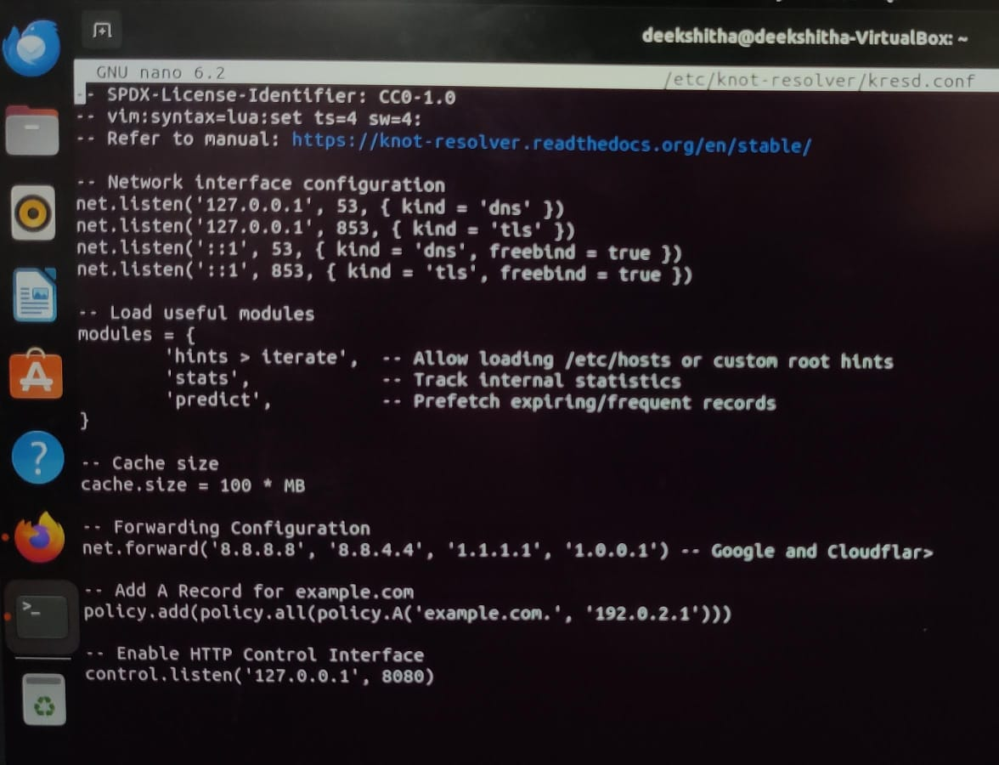 deekshitha@deekshitha-VirtualBox: ~
GNU nano 6.2 /etc/knot-resolver/kresd.conf
-- SPDX-License-Identifier: CC0-1.0
-- vim:syntax=lua:set ts=4 sw=4:
-- Refer to manual: https://knot-resolver.readthedocs.org/en/stable/
-- Network interface configuration
net.listen('127.0.0.1', 53, { kind = 'dns' })
net.listen('127.0.0.1', 853, { kind = 'tls' })
net.listen('::1', 53, { kind = 'dns', freebind = true })
net.listen('::1', 853, { kind = 'tls', freebind = true })
-- Load useful modules
modules = {
'hints > iterate', -- Allow loading /etc/hosts or custom root hints
'stats', -- Track internal statistics
'predict', -- Prefetch expiring/frequent records
}
-- Cache size
cache.size = 100 * MB
-- Forwarding Configuration
net.forward('8.8.8.8', '8.8.4.4', '1.1.1.1', '1.0.0.1') -- Google and Cloudflar>
-- Add A Record for example.com
policy.add(policy.all(policy.A('example.com.', '192.0.2.1')))
-- Enable HTTP Control Interface
control.listen('127.0.0.1', 8080)